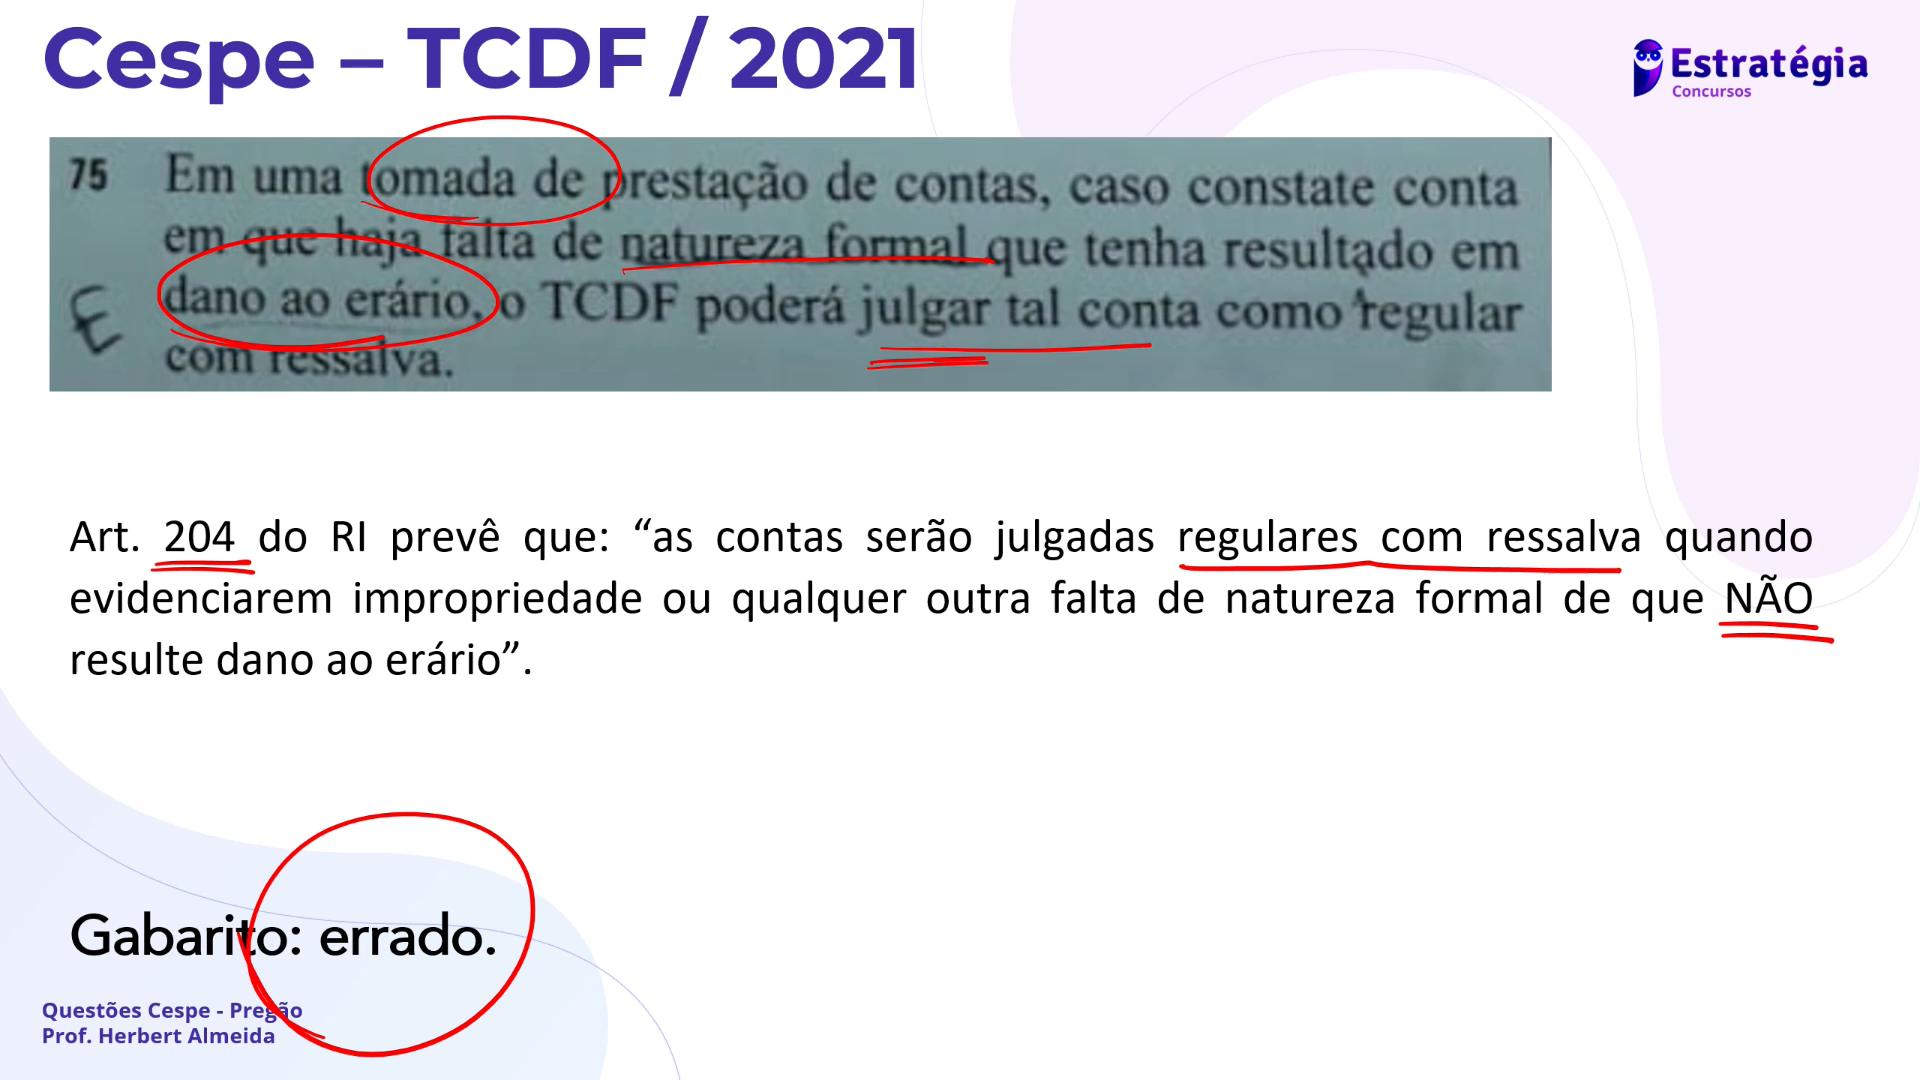 Cespe – TCDF / 2021
Estratégia
Concursos
75 Em uma tomada de prestação de contas, caso constate conta
em que haja falta de natureza formal que tenha resultado em
dano ao erário, o TCDF poderá julgar tal conta como regular
com ressalva.
E
Art. 204 do RI prevê que: “as contas serão julgadas regulares com ressalva quando
evidenciarem impropriedade ou qualquer outra falta de natureza formal de que NÃO
resulte dano ao erário”.
Gabarito: errado.
Questões Cespe - Pregão
Prof. Herbert Almeida